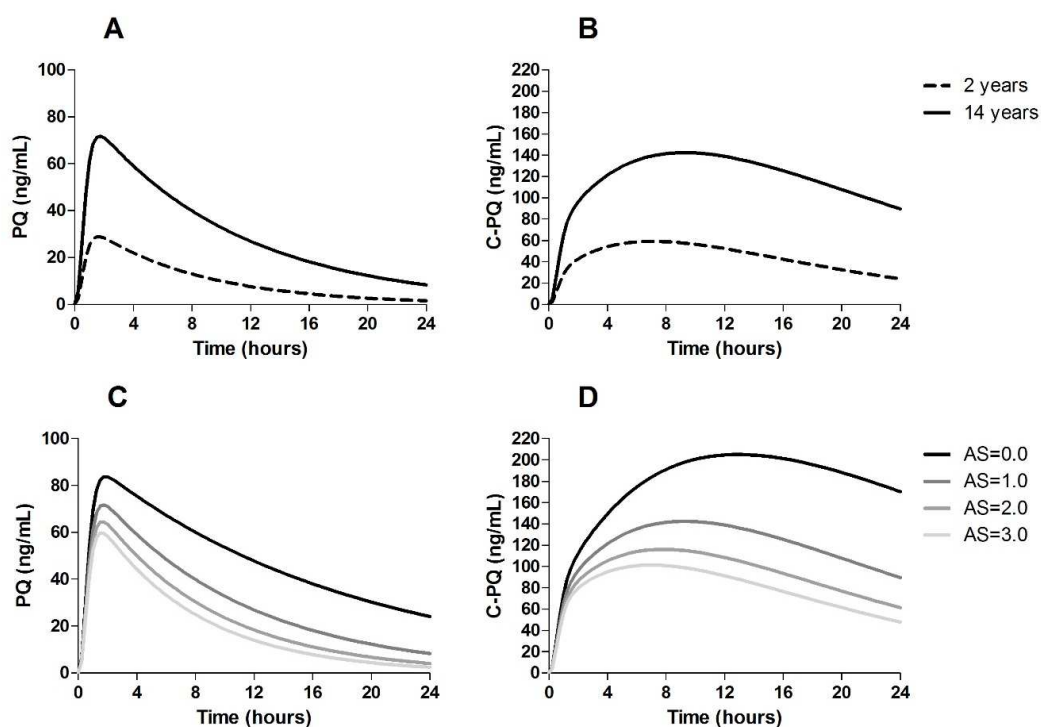 A
PQ (ng/mL)
100
80
60
40
20
0
0 4 8 12 16 20 24
Time (hours)
B
C-PQ (ng/mL)
220
200
180
160
140
120
100
80
60
40
20
0
0 4 8 12 16 20 24
Time (hours)
2 years
14 years
C
PQ (ng/mL)
100
80
60
40
20
0
0 4 8 12 16 20 24
Time (hours)
D
C-PQ (ng/mL)
220
200
180
160
140
120
100
80
60
40
20
0
0 4 8 12 16 20 24
Time (hours)
AS=0.0
AS=1.0
AS=2.0
AS=3.0